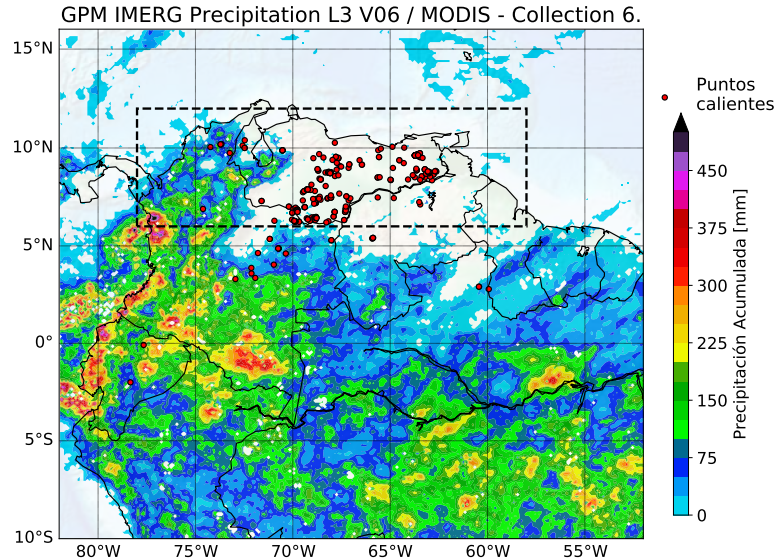 GPM IMERG Precipitation L3 V06 / MODIS - Collection 6.
15°N
10°N
5°N
0°
5°S
10°S
80°W
75°W
70°W
65°W
60°W
55°W
Puntos
calientes
450
375
300
225
150
75
0
Precipitación Acumulada [mm]